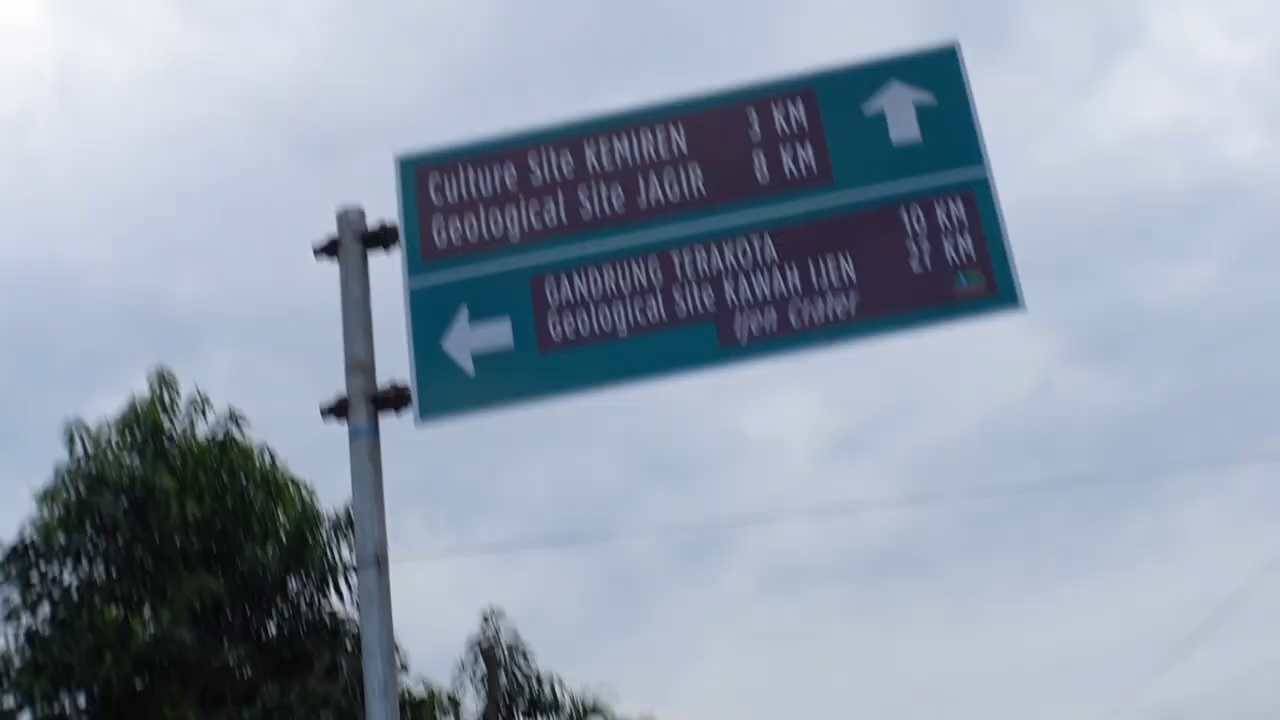 Culture Site KEMIREN 3 KM
Geological Site JAGIR 8 KM
GANDRUNG TERAKOTA 10 KM
Geological Site KAWAH IJEN 27 KM
Ijen Crater